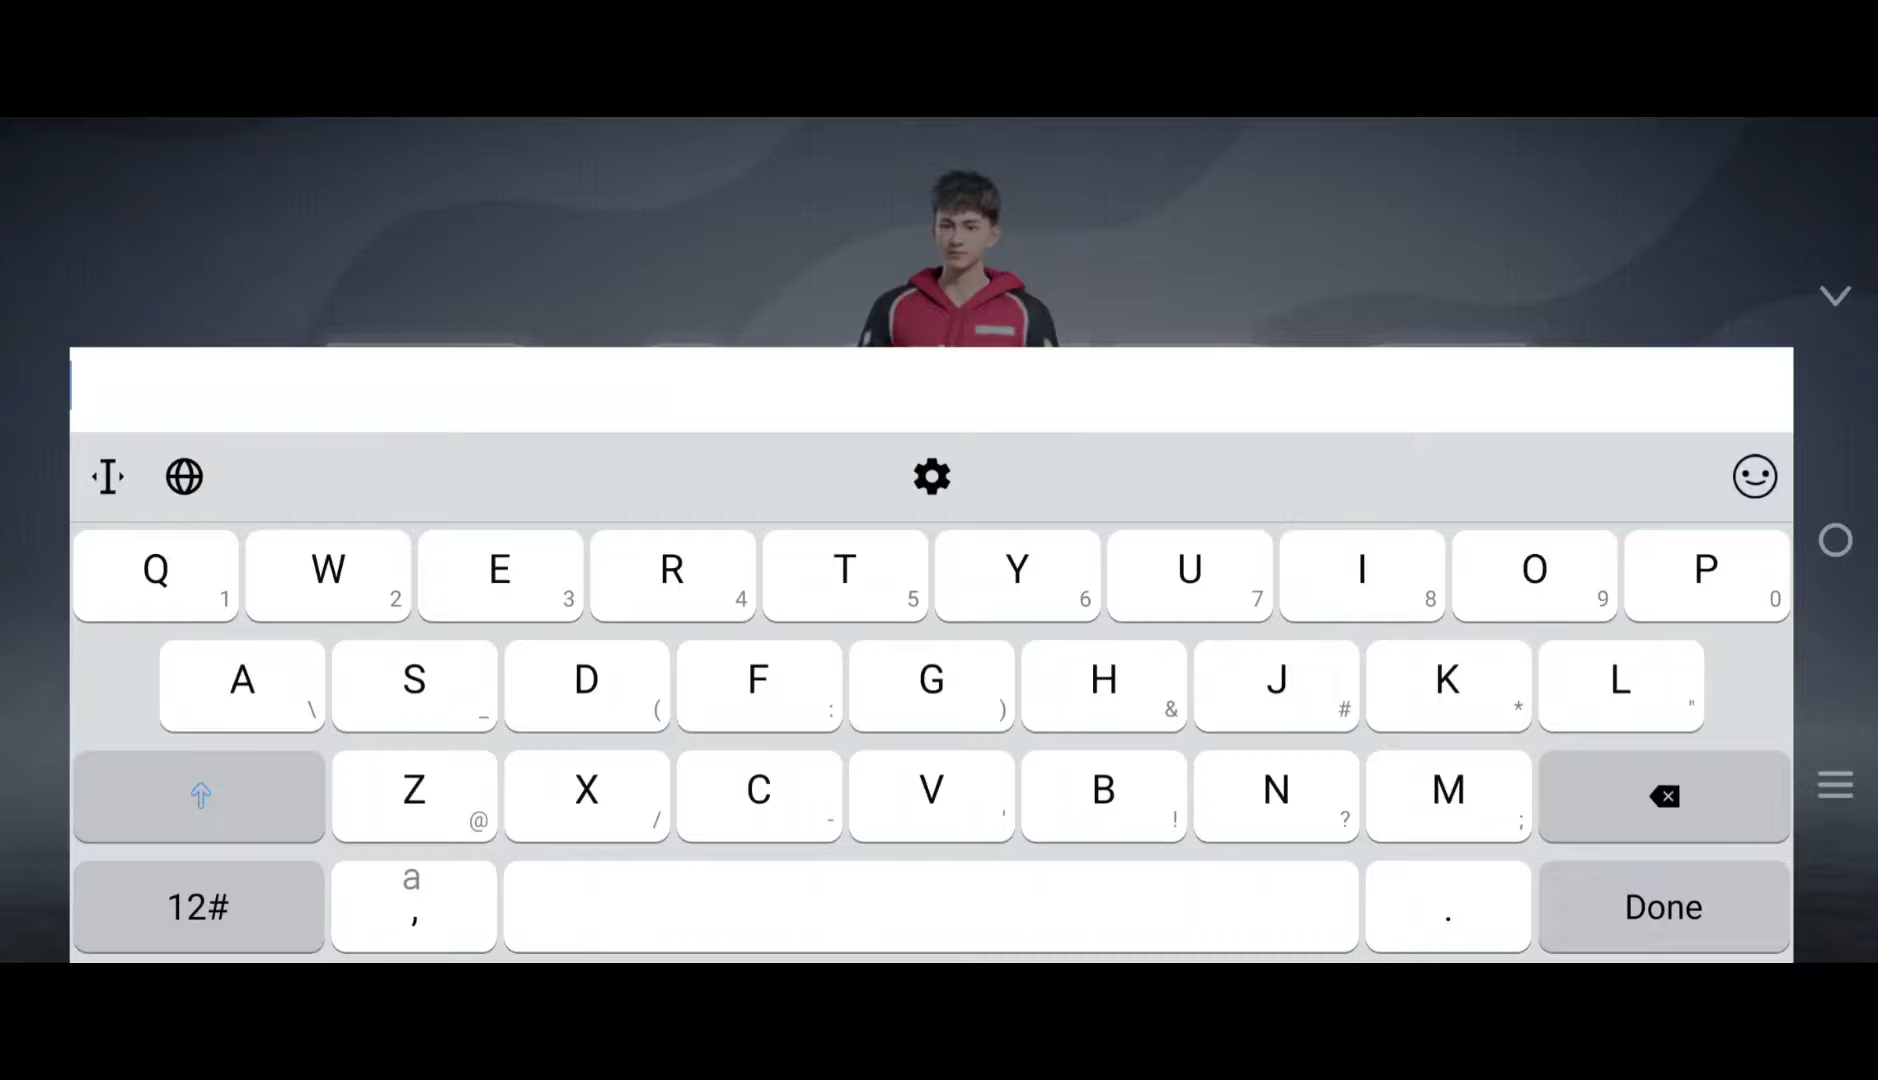 Q 1 W 2 E 3 R 4 T 5 Y 6 U 7 I 8 O 9 P 0
A \ S _ D ( F : G ) H & J # K * L "
Z @ X / C - V ' B ! N ? M ;
12# a , . Done